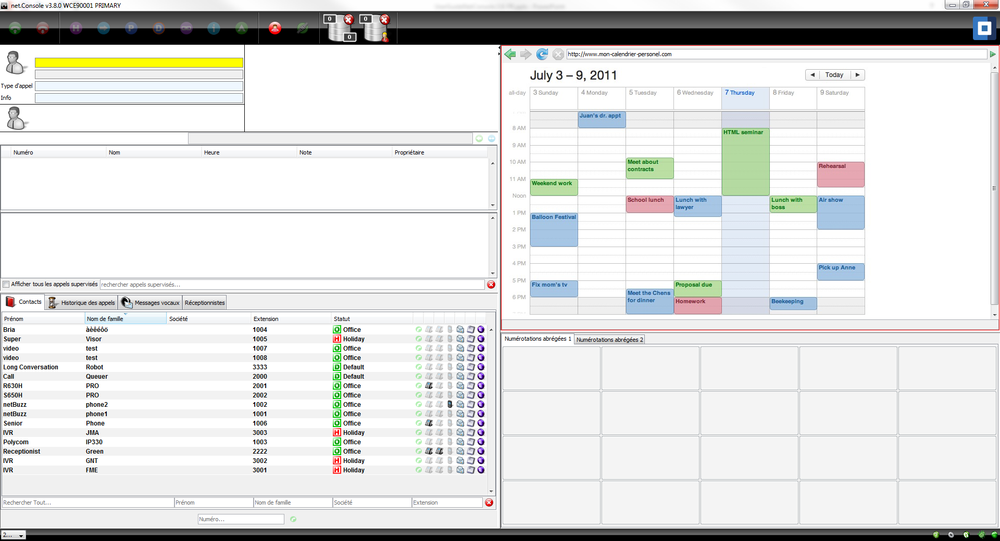 net.Console v3.8.0 WCE90001 PRIMARY
H P D i A 0 0 0
Type d'appel
Info
Numéro Nom Heure Note Propriétaire
Afficher tous les appels supervisés rechercher appels supervisés...
Contacts Historique des appels Messages vocaux Réceptionnistes
Prénom Nom de famille Société Extension Statut
Bria àèêéôö 1004 O Office
Super Visor 1005 H Holiday
video test 1007 O Office
video test 1008 O Office
Long Conversation Robot 3333 D Default
Call Queuer 2000 D Default
R630H PRO 2001 O Office
S650H PRO 2002 O Office
netBuzz phone2 1002 O Office
netBuzz phone1 1001 O Office
Senior Phone 1006 O Office
IVR JMA 3003 H Holiday
Polycom IP330 1003 O Office
Receptionist Green 2222 O Office
IVR GNT 3002 H Holiday
IVR FME 3001 H Holiday
Rechercher Tout... Prénom Nom de famille Société Extension
Numéro...
2...
http://www.mon-calendrier-personel.com
July 3 – 9, 2011 Today
all-day 3 Sunday 4 Monday 5 Tuesday 6 Wednesday 7 Thursday 8 Friday 9 Saturday
Juan's dr. appt
8 AM
HTML seminar
9 AM
10 AM
Meet about
contracts
Rehearsal
11 AM
Weekend work
Noon
School lunch
Lunch with
lawyer
Lunch with
boss
Air show
1 PM
Balloon Festival
2 PM
3 PM
4 PM
Pick up Anne
5 PM
Fix mom's tv
Proposal due
Meet the Chens
for dinner
6 PM
Homework
Beekeeping
Numérotations abrégées 1 Numérotations abrégées 2